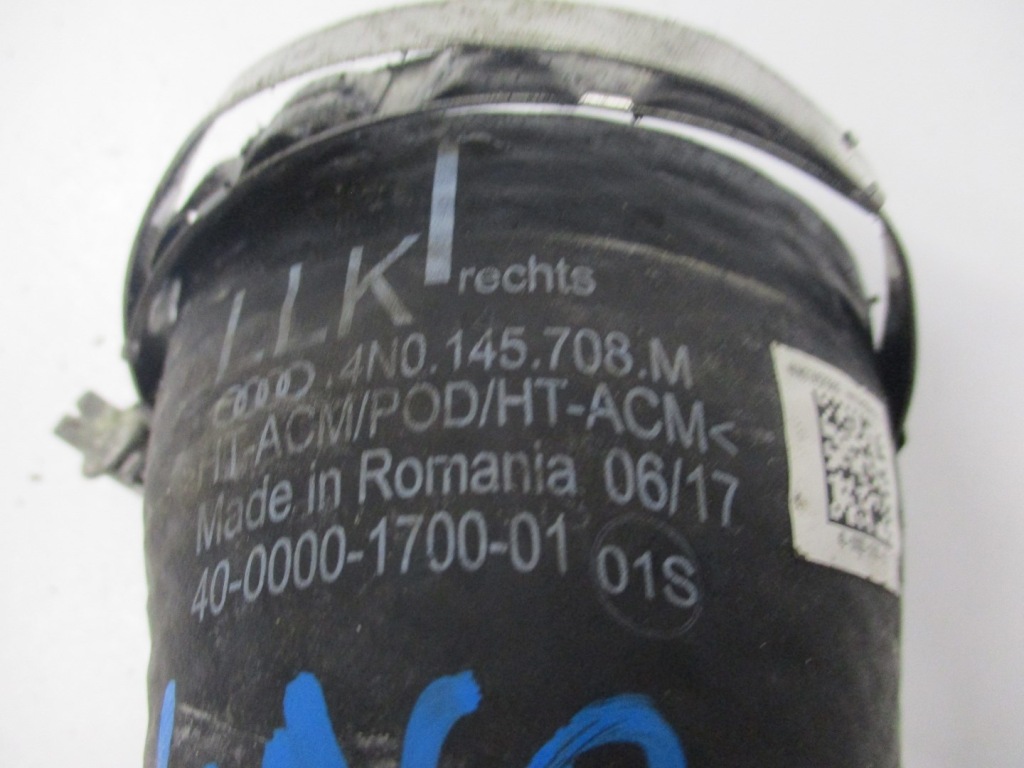 LLK
rechts
4N0.145.708.M
HT-ACM/POD/HT-ACM<
Made in Romania 06/17
40-0000-1700-01 01S